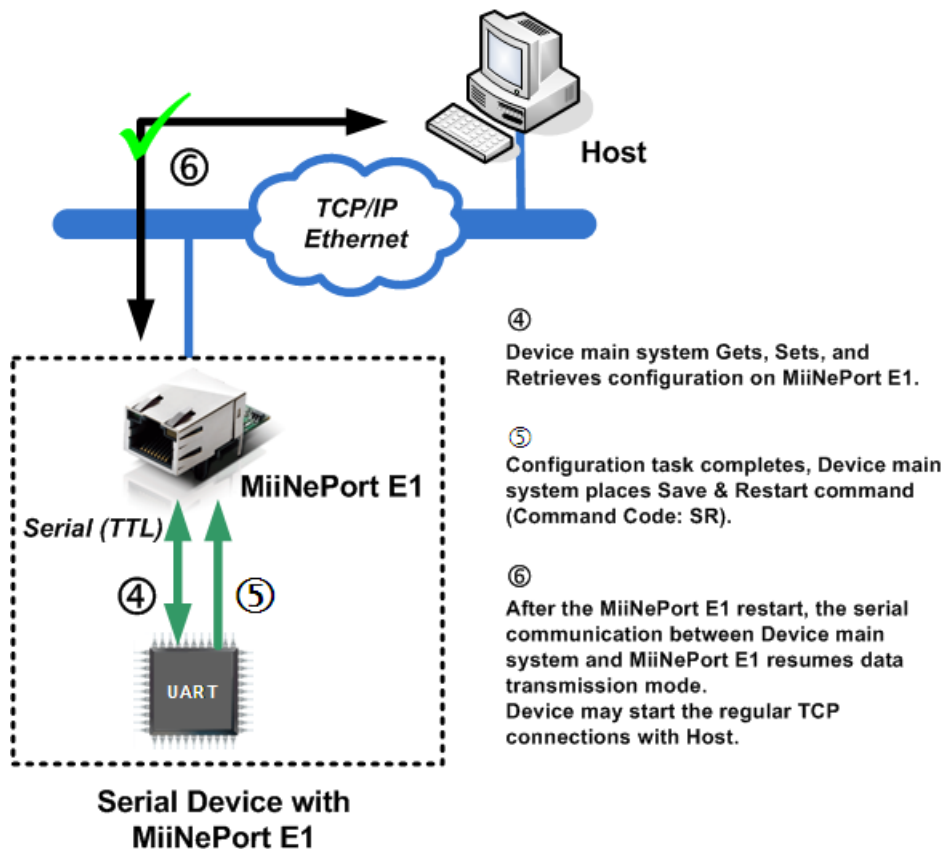 ⑥
Host
TCP/IP
Ethernet
④
Device main system Gets, Sets, and
Retrieves configuration on MiiNePort E1.
⑤
Configuration task completes, Device main
system places Save & Restart command
(Command Code: SR).
⑥
After the MiiNePort E1 restart, the serial
communication between Device main
system and MiiNePort E1 resumes data
transmission mode.
Device may start the regular TCP
connections with Host.
MiiNePort E1
Serial (TTL)
④
⑤
UART
Serial Device with
MiiNePort E1